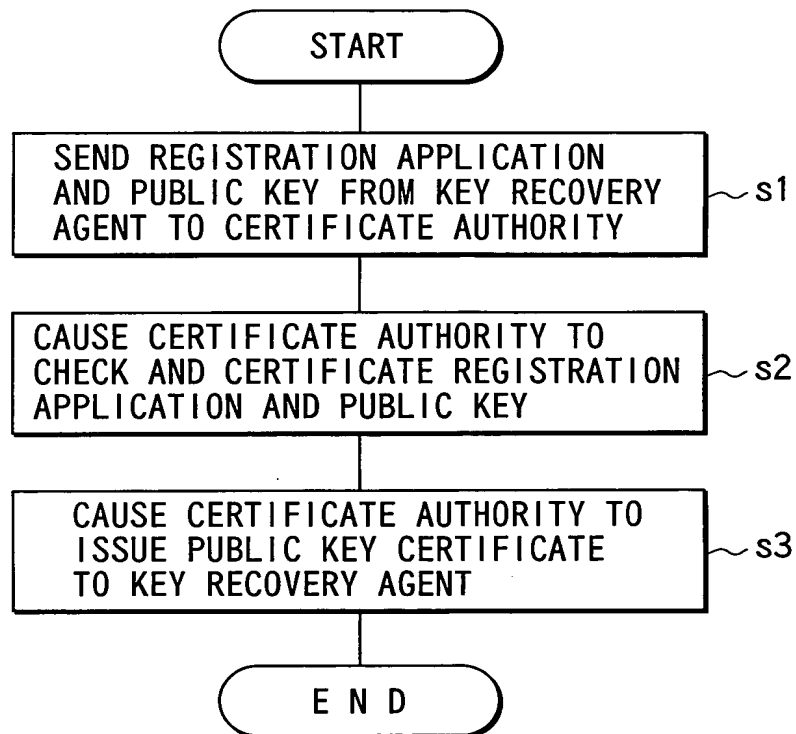 START
SEND REGISTRATION APPLICATION
AND PUBLIC KEY FROM KEY RECOVERY
AGENT TO CERTIFICATE AUTHORITY
s1
CAUSE CERTIFICATE AUTHORITY TO
CHECK AND CERTIFICATE REGISTRATION
APPLICATION AND PUBLIC KEY
s2
CAUSE CERTIFICATE AUTHORITY TO
ISSUE PUBLIC KEY CERTIFICATE
TO KEY RECOVERY AGENT
s3
END